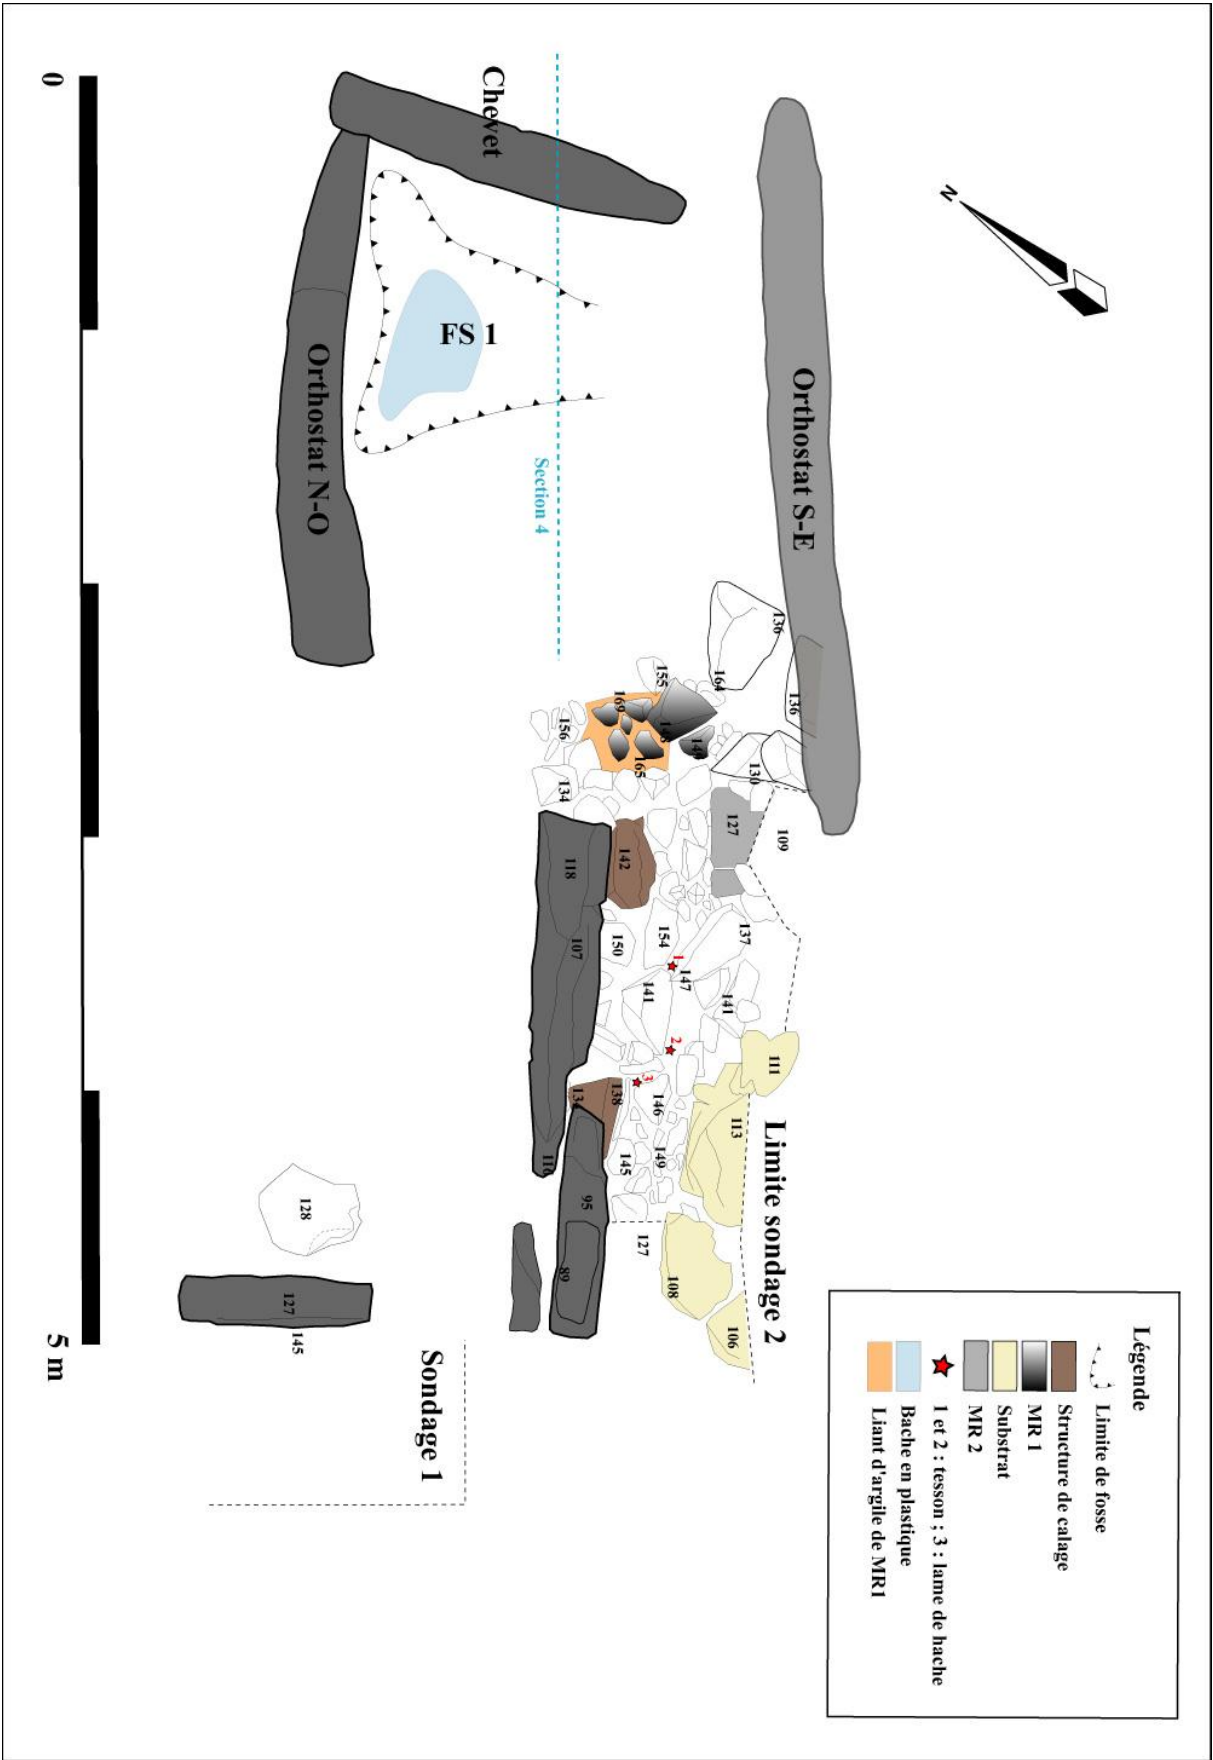 N
Chevet
FS 1
Orthostat N-O
Orthostat S-E
Section 4
136
136
164
155
169
148
165
156
134
130
127
109
142
118
107
150
154
137
1
147
141
141
2
3
111
113
138
146
149
145
116
95
89
127
108
106
128
127
145
Limite sondage 2
Sondage 1
Légende
Limite de fosse
Structure de calage
MR 1
Substrat
MR 2
1 et 2 : tesson ; 3 : lame de hache
Bache en plastique
Liant d'argile de MR1
0
5 m